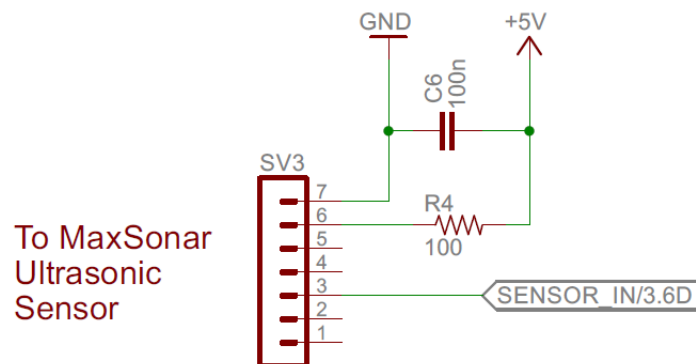 GND
+5V
C6
100n
SV3
7
6
5
4
3
2
1
R4
100
To MaxSonar
Ultrasonic
Sensor
SENSOR_IN/3.6D